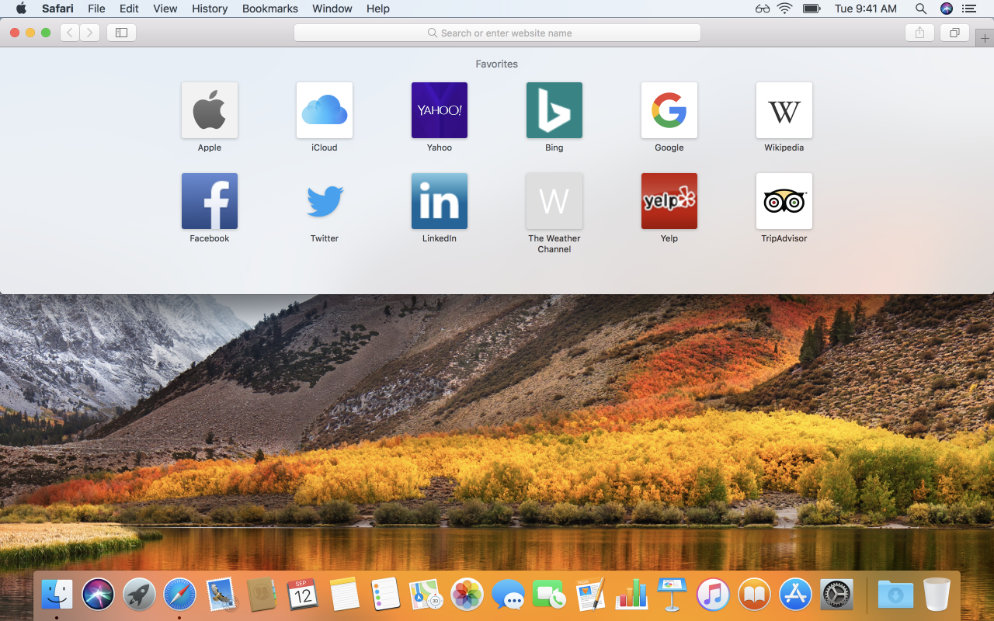 Safari File Edit View History Bookmarks Window Help Tue 9:41 AM
Search or enter website name
Favorites
YAHOO!
W
Apple iCloud Yahoo Bing Google Wikipedia
in
W
yelp
Facebook Twitter LinkedIn The Weather Yelp TripAdvisor
Channel
SEP
12